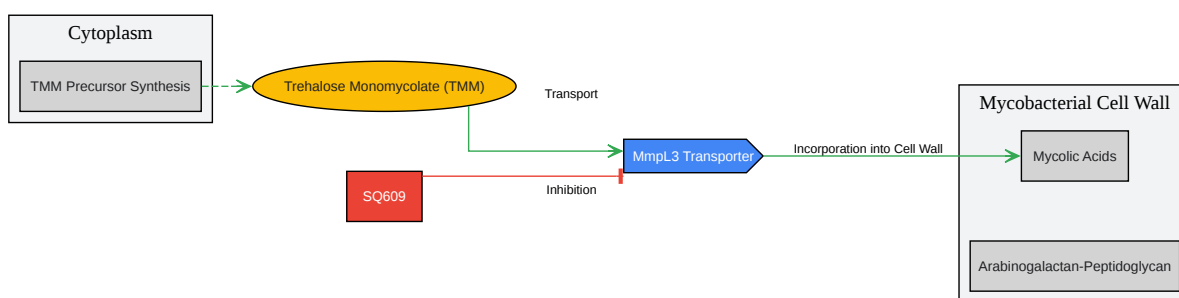 Cytoplasm
TMM Precursor Synthesis
Trehalose Monomycolate (TMM)
Transport
MmpL3 Transporter
SQ609
Inhibition
Incorporation into Cell Wall
Mycobacterial Cell Wall
Mycolic Acids
Arabinogalactan-Peptidoglycan